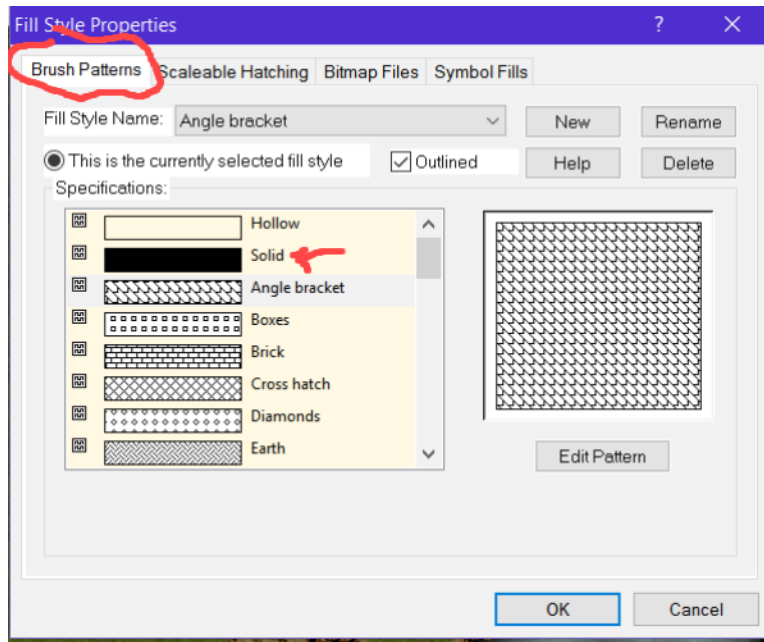 Fill Style Properties ? X
Brush Patterns Scaleable Hatching Bitmap Files Symbol Fills
Fill Style Name: Angle bracket New Rename
This is the currently selected fill style Outlined Help Delete
Specifications:
Hollow
Solid
Angle bracket
Boxes
Brick
Cross hatch
Diamonds
Earth
Edit Pattern
OK Cancel